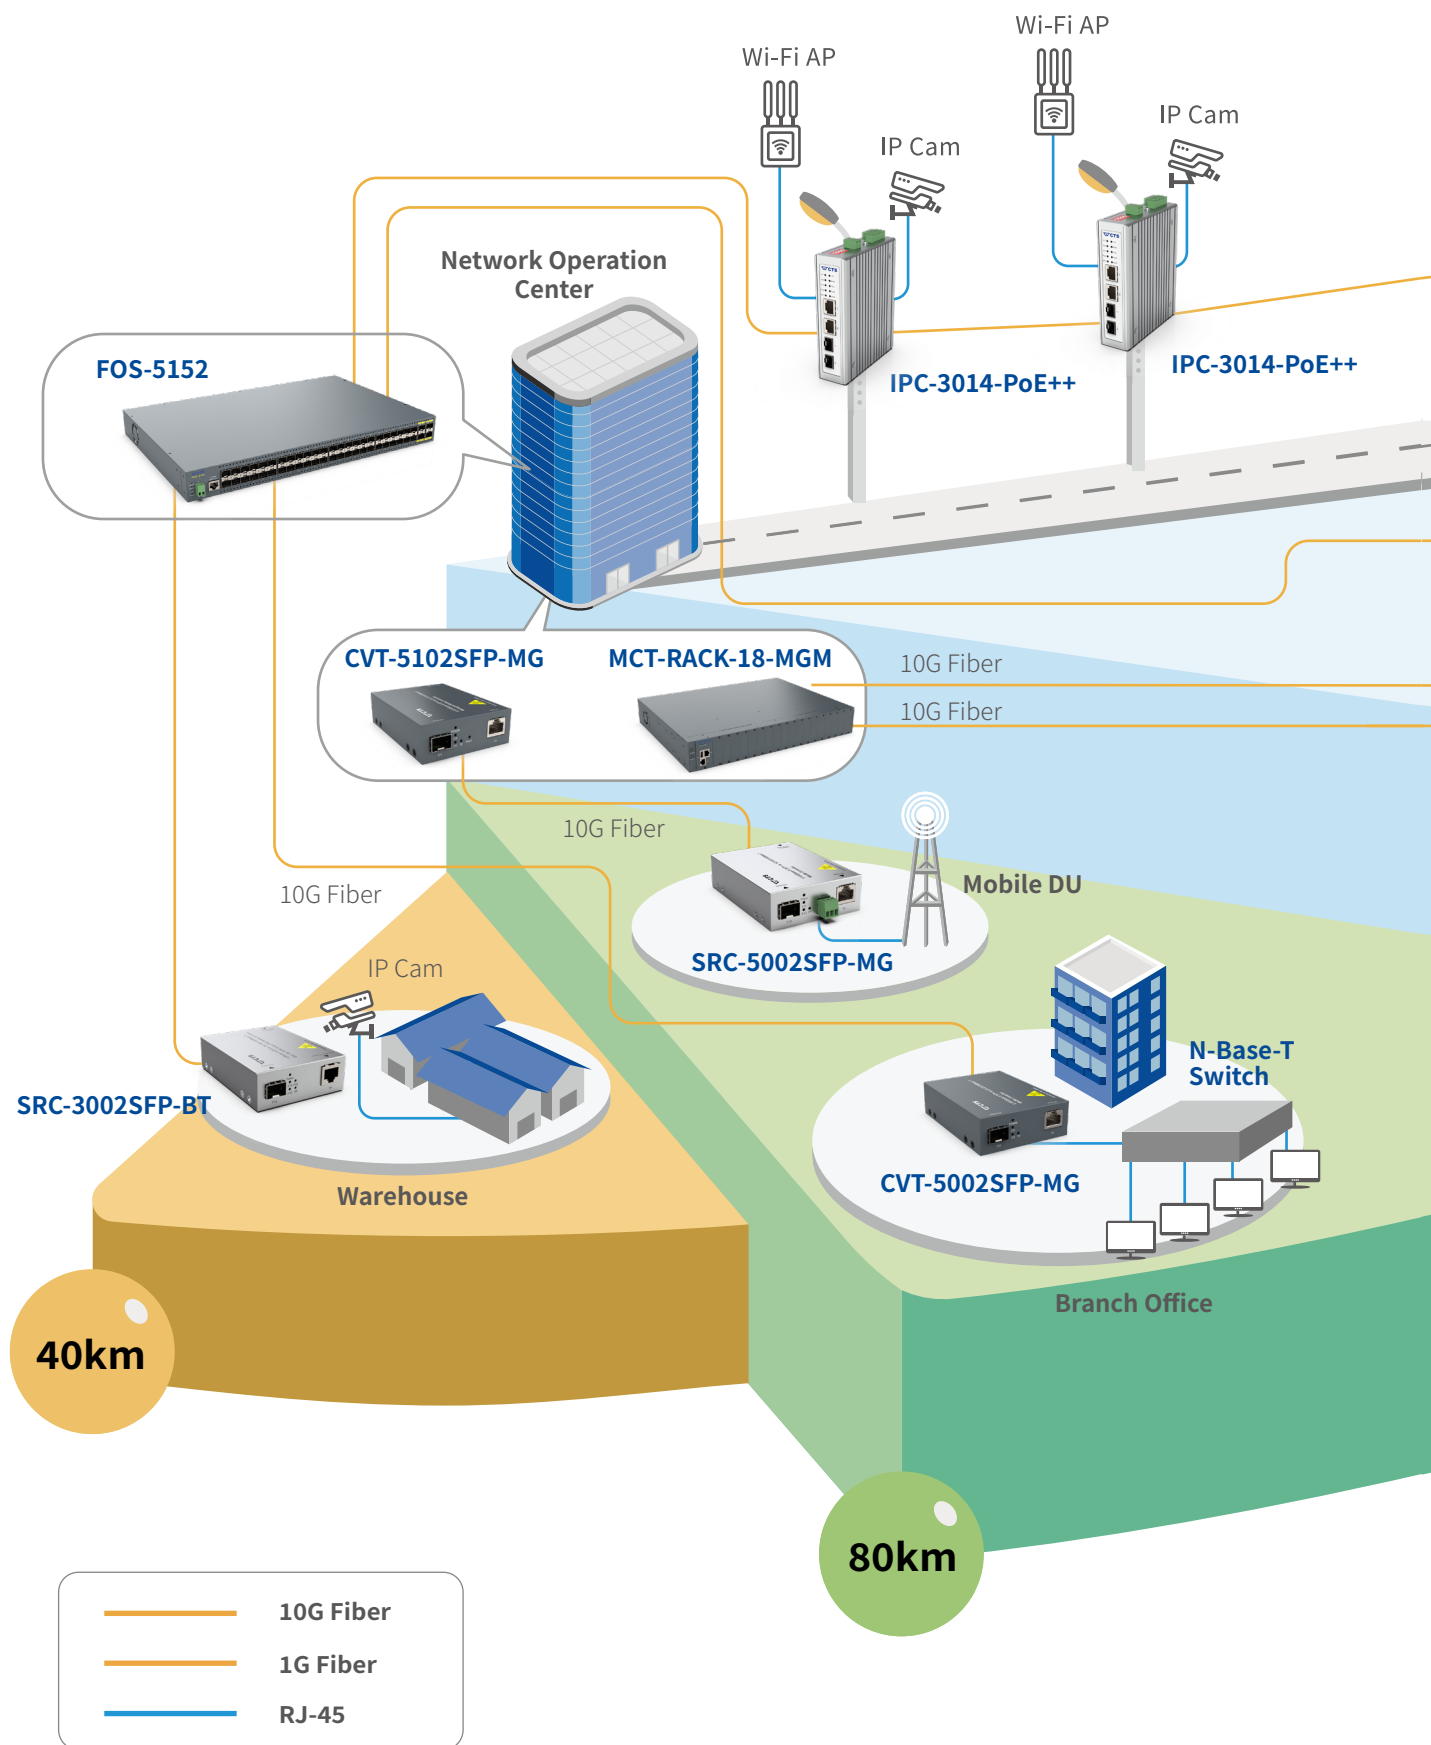 Wi-Fi AP
Wi-Fi AP
IP Cam
IP Cam
Network Operation
Center
FOS-5152
CTS
CTS
IPC-3014-PoE++
IPC-3014-PoE++
CVT-5102SFP-MG
MCT-RACK-18-MGM
10G Fiber
10G Fiber
10G Fiber
10G Fiber
Mobile DU
SRC-5002SFP-MG
IP Cam
N-Base-T
Switch
SRC-3002SFP-BT
CVT-5002SFP-MG
Warehouse
Branch Office
40km
80km
10G Fiber
1G Fiber
RJ-45